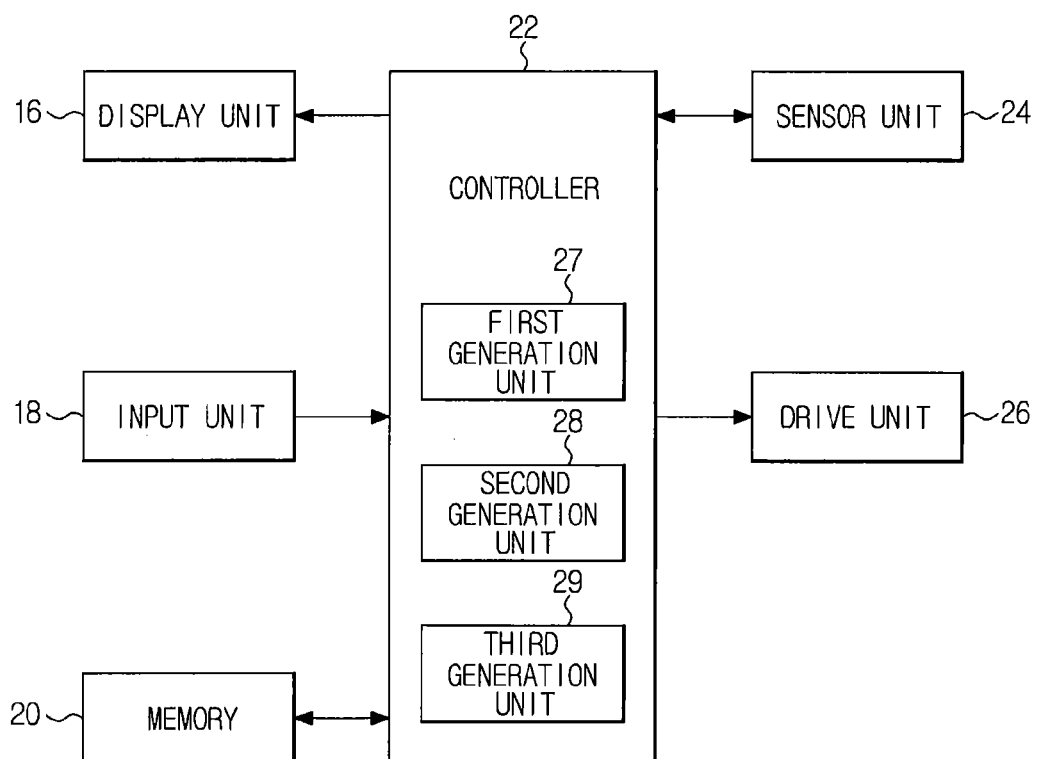 22
16
DISPLAY UNIT
SENSOR UNIT
24
CONTROLLER
27
FIRST
GENERATION
UNIT
18
INPUT UNIT
DRIVE UNIT
26
28
SECOND
GENERATION
UNIT
29
THIRD
GENERATION
UNIT
20
MEMORY